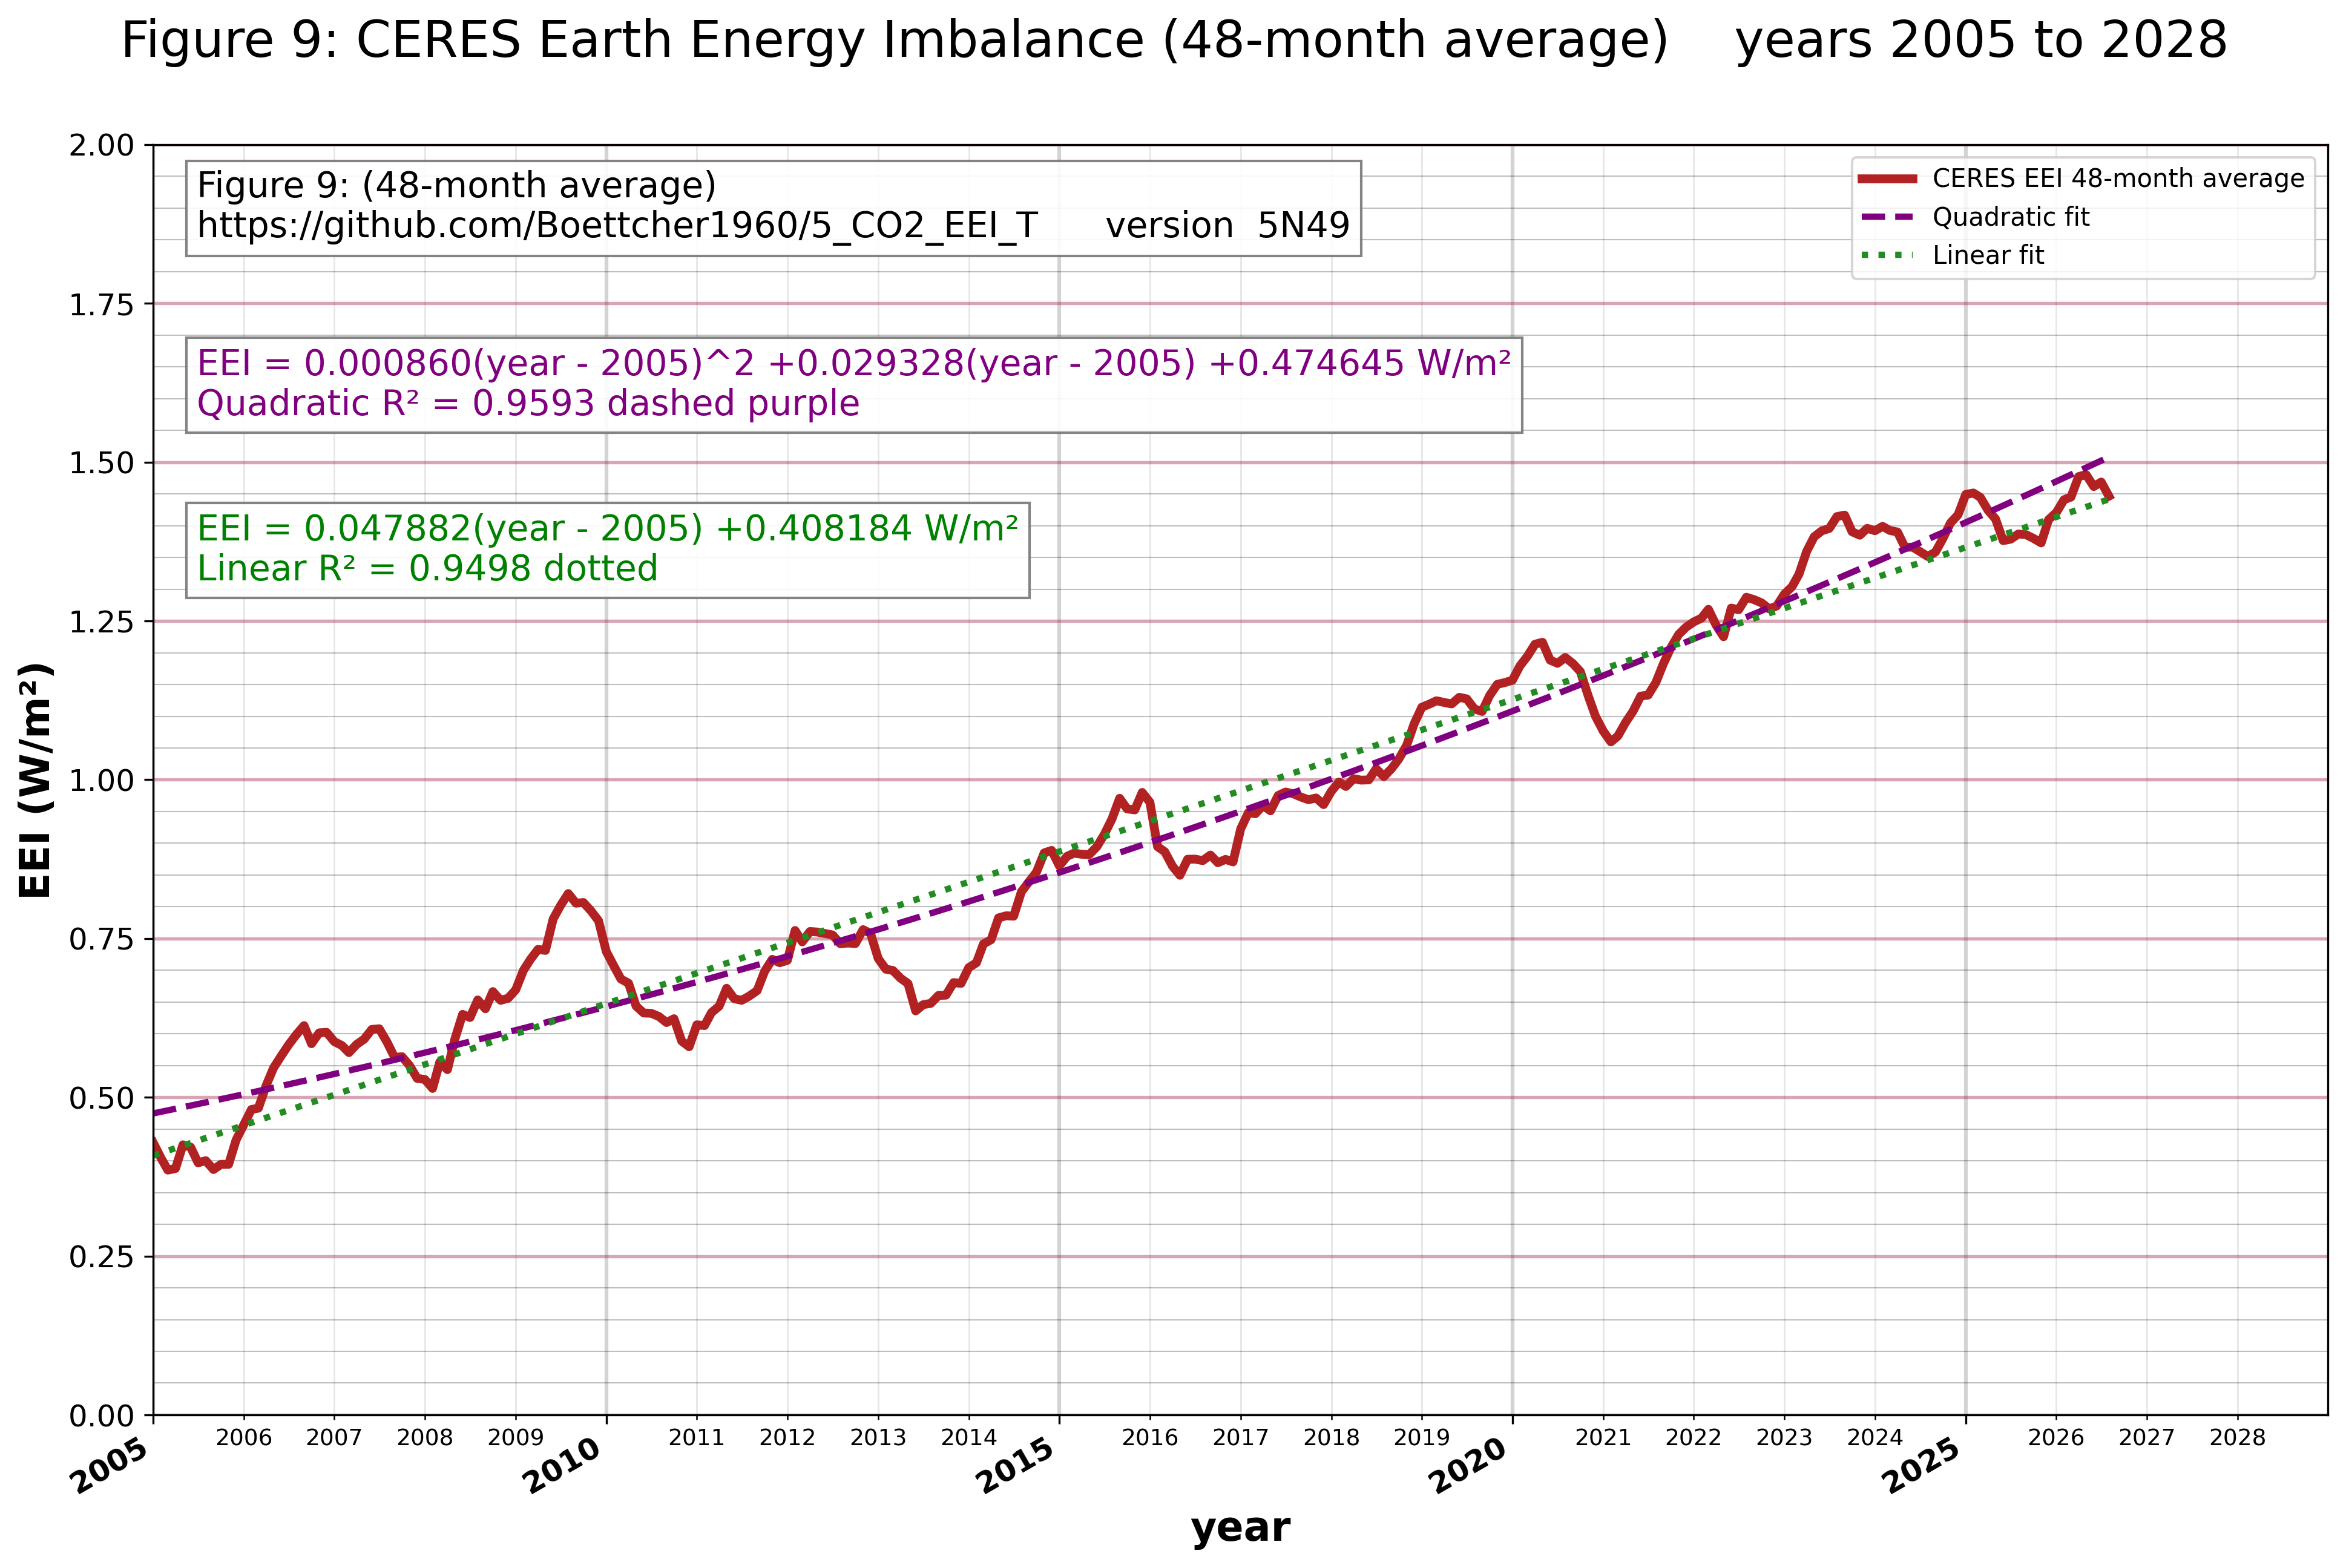 Figure 9: CERES Earth Energy Imbalance (48-month average)    years 2005 to 2028
2.00
1.75
1.50
1.25
1.00
0.75
0.50
0.25
0.00
EEI (W/m²)
Figure 9: (48-month average)
https://github.com/Boettcher1960/5_CO2_EEI_T      version  5N49
CERES EEI 48-month average
Quadratic fit
Linear fit
EEI = 0.000860(year - 2005)^2 +0.029328(year - 2005) +0.474645 W/m²
Quadratic R² = 0.9593 dashed purple
EEI = 0.047882(year - 2005) +0.408184 W/m²
Linear R² = 0.9498 dotted
2005 2006 2007 2008 2009 2010 2011 2012 2013 2014 2015 2016 2017 2018 2019 2020 2021 2022 2023 2024 2025 2026 2027 2028
year